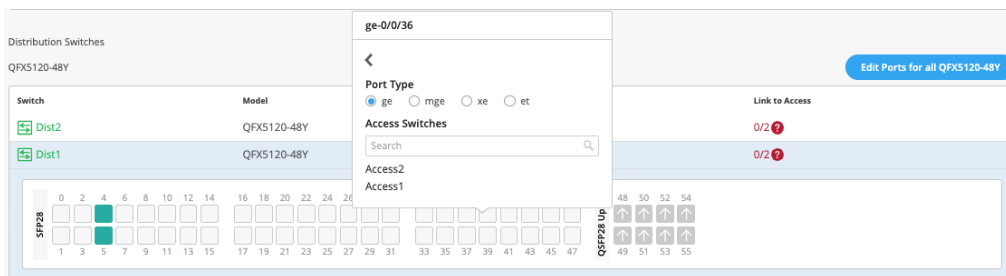 ge-0/0/36
Distribution Switches
QFX5120-48Y
Edit Ports for all QFX5120-48Y
Port Type
ge mge xe et
Access Switches
Search
Access2
Access1
Switch Model Link to Access
Dist2 QFX5120-48Y 0/2 ?
Dist1 QFX5120-48Y 0/2 ?
SFP28
0 2 4 6 8 10 12 14 16 18 20 22 24 26 48 50 52 54
1 3 5 7 9 11 13 15 17 19 21 23 25 27 29 31 33 35 37 39 41 43 45 47 49 51 53 55
QSFP28 Up